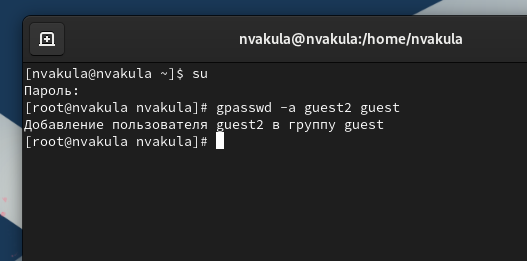 nvakula@nvakula:/home/nvakula
[nvakula@nvakula ~]$ su
Пароль:
[root@nvakula nvakula]# gpasswd -a guest2 guest
Добавление пользователя guest2 в группу guest
[root@nvakula nvakula]#